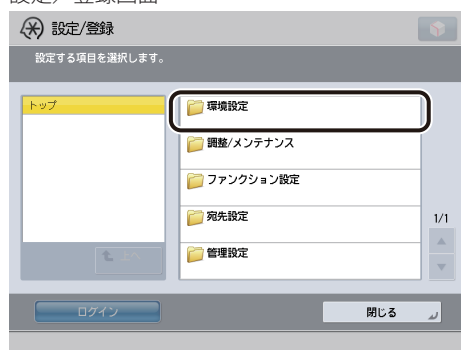 設定/登録画面
設定/登録
設定する項目を選択します。
トップ
環境設定
調整/メンテナンス
ファンクション設定
宛先設定
管理設定
1/1
上へ
ログイン
閉じる